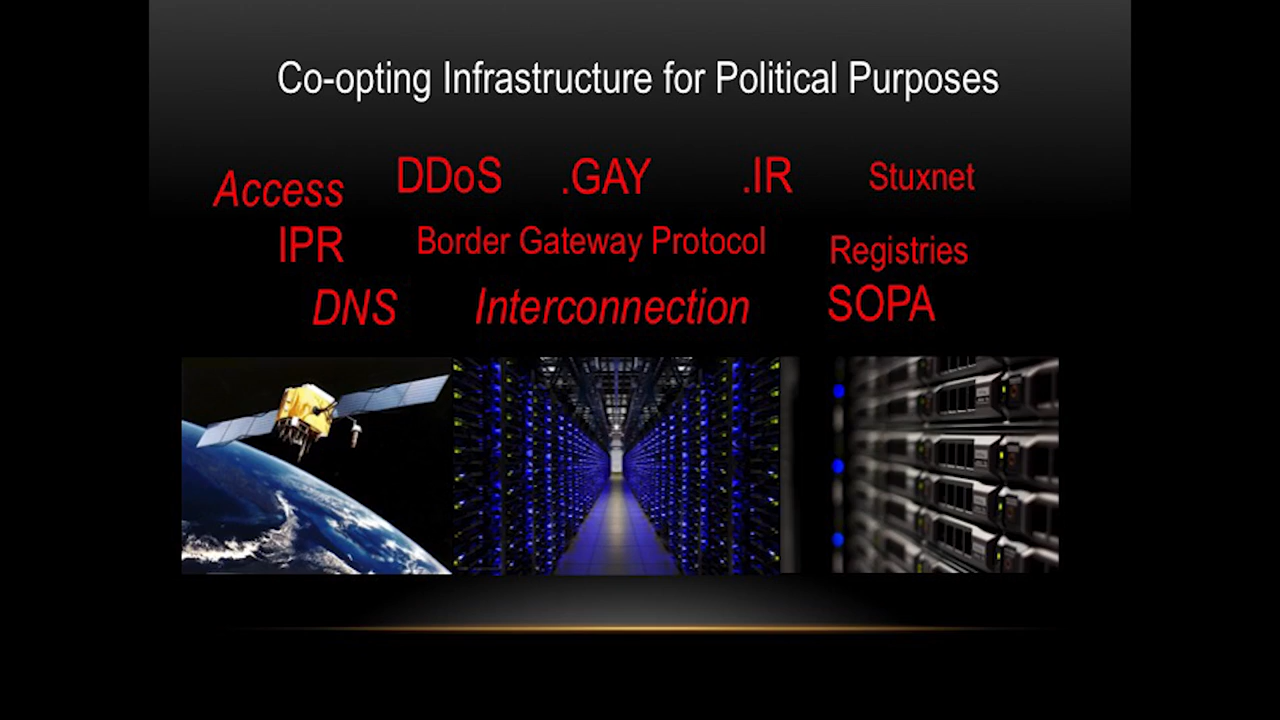 Co-opting Infrastructure for Political Purposes
Access DDoS .GAY .IR Stuxnet
IPR Border Gateway Protocol Registries
DNS Interconnection SOPA